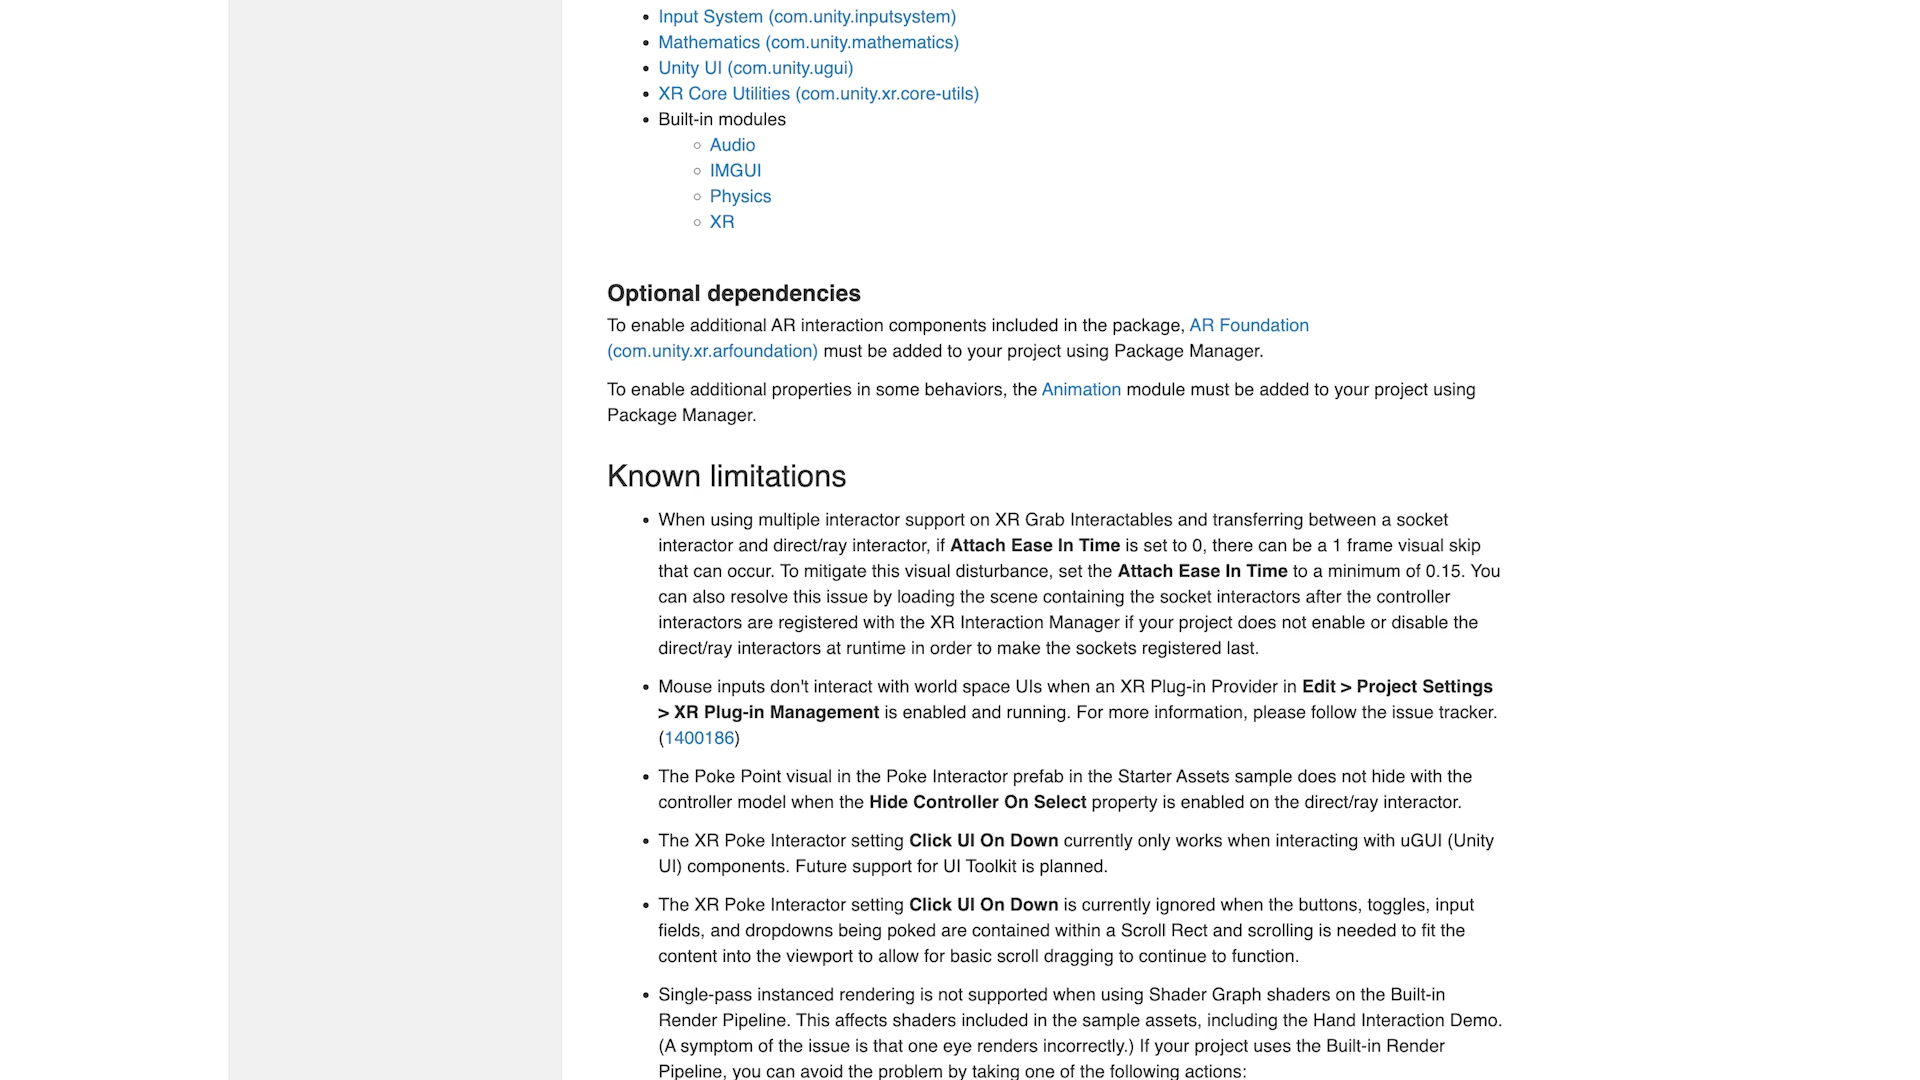 Input System (com.unity.inputsystem)
Mathematics (com.unity.mathematics)
Unity UI (com.unity.ugui)
XR Core Utilities (com.unity.xr.core-utils)
Built-in modules
Audio
IMGUI
Physics
XR
Optional dependencies
To enable additional AR interaction components included in the package, AR Foundation
(com.unity.xr.arfoundation) must be added to your project using Package Manager.
To enable additional properties in some behaviors, the Animation module must be added to your project using
Package Manager.
Known limitations
When using multiple interactor support on XR Grab Interactables and transferring between a socket
interactor and direct/ray interactor, if Attach Ease In Time is set to 0, there can be a 1 frame visual skip
that can occur. To mitigate this visual disturbance, set the Attach Ease In Time to a minimum of 0.15. You
can also resolve this issue by loading the scene containing the socket interactors after the controller
interactors are registered with the XR Interaction Manager if your project does not enable or disable the
direct/ray interactors at runtime in order to make the sockets registered last.
Mouse inputs don't interact with world space UIs when an XR Plug-in Provider in Edit > Project Settings
> XR Plug-in Management is enabled and running. For more information, please follow the issue tracker.
(1400186)
The Poke Point visual in the Poke Interactor prefab in the Starter Assets sample does not hide with the
controller model when the Hide Controller On Select property is enabled on the direct/ray interactor.
The XR Poke Interactor setting Click UI On Down currently only works when interacting with uGUI (Unity
UI) components. Future support for UI Toolkit is planned.
The XR Poke Interactor setting Click UI On Down is currently ignored when the buttons, toggles, input
fields, and dropdowns being poked are contained within a Scroll Rect and scrolling is needed to fit the
content into the viewport to allow for basic scroll dragging to continue to function.
Single-pass instanced rendering is not supported when using Shader Graph shaders on the Built-in
Render Pipeline. This affects shaders included in the sample assets, including the Hand Interaction Demo.
(A symptom of the issue is that one eye renders incorrectly.) If your project uses the Built-in Render
Pipeline, you can avoid the problem by taking one of the following actions: